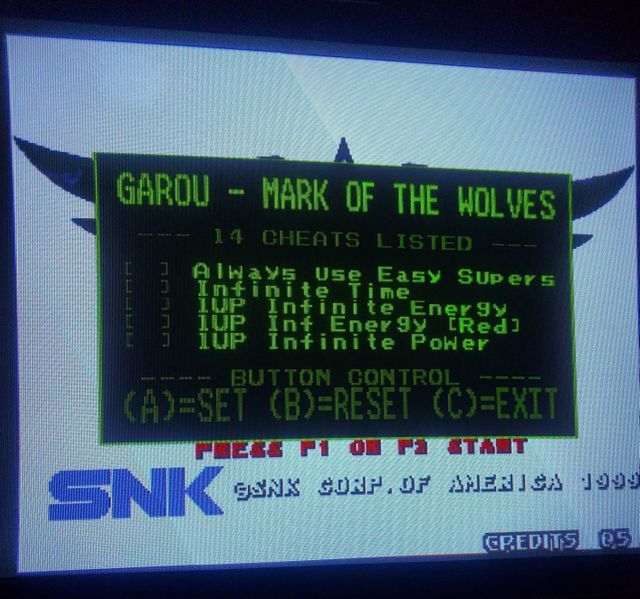 GAROU - MARK OF THE WOLVES
--- 14 CHEATS LISTED ---
[ ] Always Use Easy Supers
[ ] Infinite Time
[ ] 1UP Infinite Energy
[ ] 1UP Inf Energy [Red]
[ ] 1UP Infinite Power
---- BUTTON CONTROL ----
(A)=SET (B)=RESET (C)=EXIT
PRESS P1 OR P2 START
SNK ©SNK CORP.OF AMERICA 1999
CREDITS 05